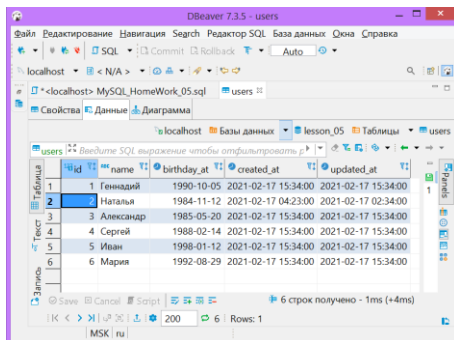 DBeaver 7.3.5 - users
Файл Редактирование Навигация Search Редактор SQL База данных Окна Справка
SQL Commit Rollback T Auto
localhost < N/A >
*<localhost> MySQL_HomeWork_05.sql users
Свойства Данные Диаграмма
localhost Базы данных lesson_05 Таблицы users
users Введите SQL выражение чтобы отфильтровать р
id name birthday_at created_at updated_at
1 1 Геннадий 1990-10-05 2021-02-17 15:34:00 2021-02-17 15:34:00
2 2 Наталья 1984-11-12 2021-02-17 04:23:00 2021-02-17 02:34:00
3 3 Александр 1985-05-20 2021-02-17 15:34:00 2021-02-17 15:34:00
4 4 Сергей 1988-02-14 2021-02-17 15:34:00 2021-02-17 15:34:00
5 5 Иван 1998-01-12 2021-02-17 15:34:00 2021-02-17 15:34:00
6 6 Мария 1992-08-29 2021-02-17 15:34:00 2021-02-17 15:34:00
Таблица
Текст
Запись
1
Panels
Save Cancel Script 6 строк получено - 1ms (+4ms)
200 6 Rows: 1
MSK ru